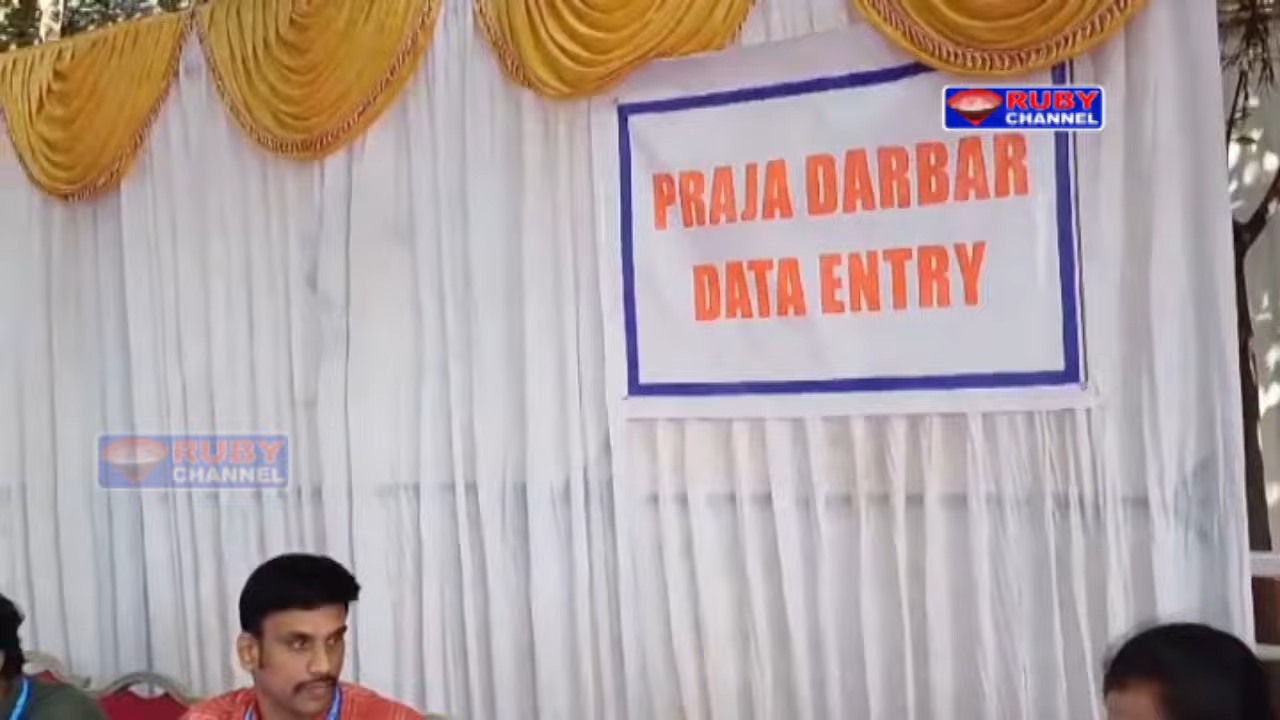 RUBY
CHANNEL
PRAJA DARBAR
DATA ENTRY
RUBY
CHANNEL